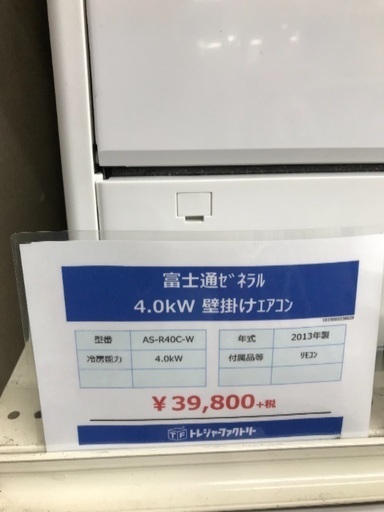 富士通ｾﾞﾈﾗﾙ
4.0kW 壁掛けｴｱｺﾝ
型番 AS-R40C-W 年式 2013年製
冷房能力 4.0kW 付属品等 ﾘﾓｺﾝ
￥39,800+税
TF トレジャーファクトリー